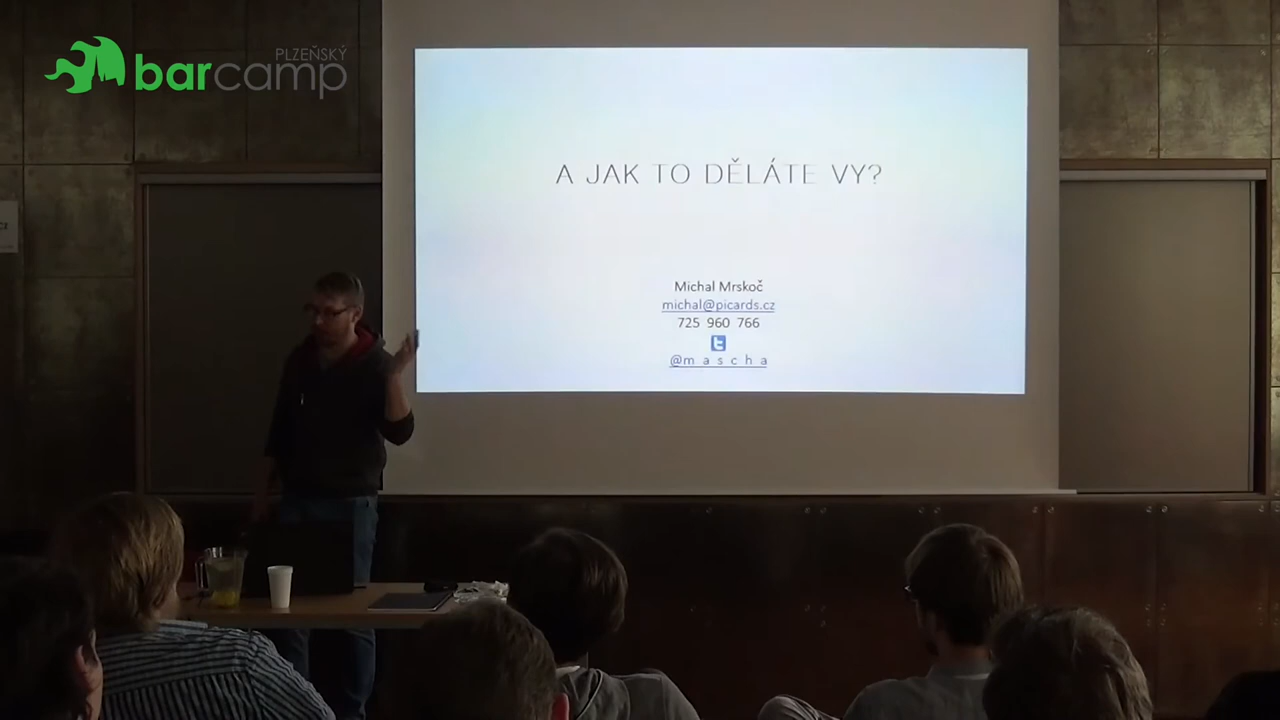 PLZEŇSKÝ
barcamp
A JAK TO DĚLÁTE VY?
Michal Mrskoč
michal@picards.cz
725 960 766
@m a s c h a